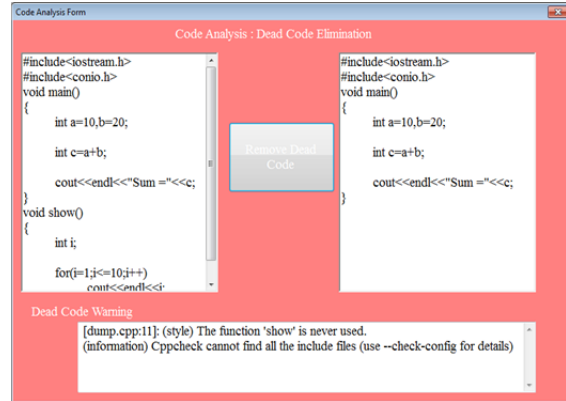 Code Analysis Form
Code Analysis : Dead Code Elimination
#include<iostream.h>
#include<conio.h>
void main()
{
int a=10,b=20;
int c=a+b;
cout<<endl<<"Sum ="<<c;
}
void show()
{
int i;
for(i=1;i<=10;i++)
cout<<endl<<i;
Remove Dead
Code
#include<iostream.h>
#include<conio.h>
void main()
{
int a=10,b=20;
int c=a+b;
cout<<endl<<"Sum ="<<c;
}
Dead Code Warning
[dump.cpp:11]: (style) The function 'show' is never used.
(information) Cppcheck cannot find all the include files (use --check-config for details)